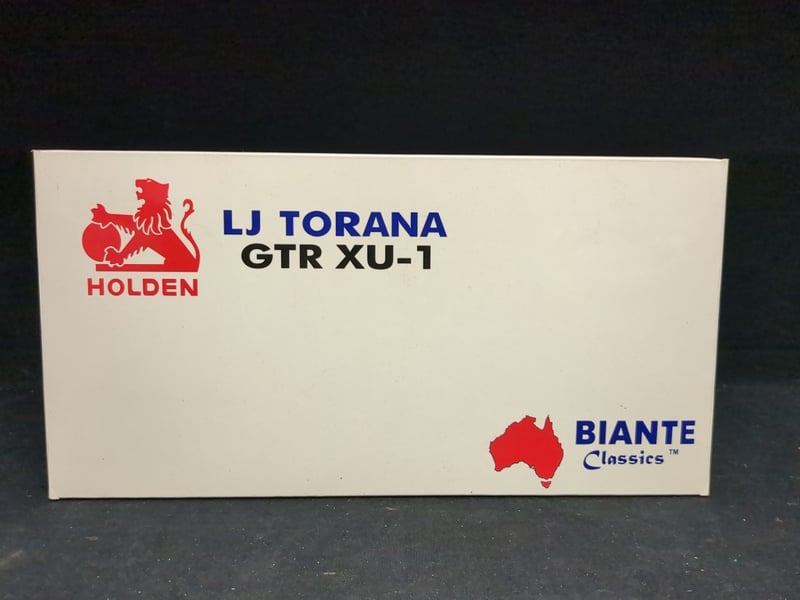 HOLDEN
LJ TORANA
GTR XU-1
BIANTE
Classics™